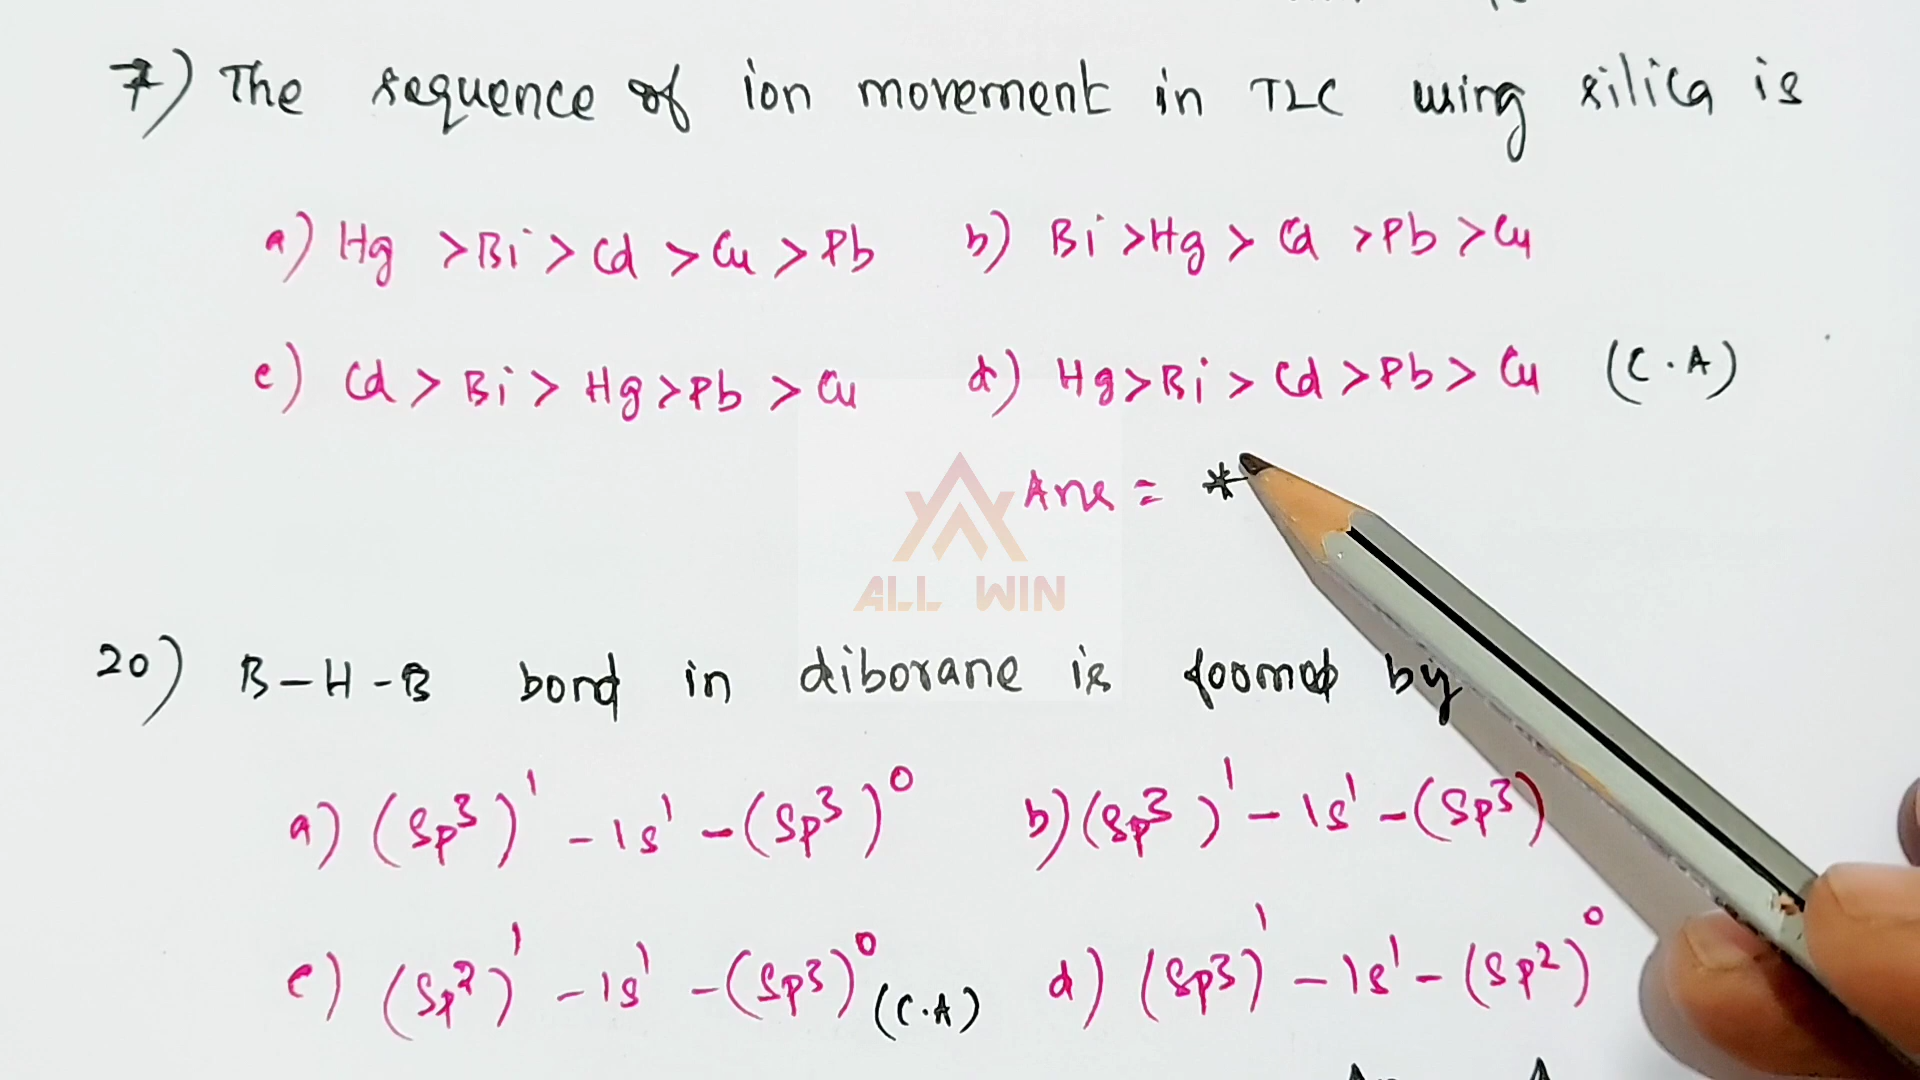 7) The sequence of ion movement in TLC using silica is
a) Hg > Bi > Cd > Cu > Pb b) Bi > Hg > Cd > Pb > Cu
c) Cd > Bi > Hg > Pb > Cu d) Hg > Bi > Cd > Pb > Cu (C.A)
Ans = *
ALL WIN
20) B-H-B bond in diborane is formed by
a) (sp³)¹ - 1s¹ - (sp³)⁰ b) (sp³)¹ - 1s¹ - (sp³)
c) (sp²)¹ - 1s¹ - (sp³)⁰ (C.A) d) (sp³)¹ - 1s¹ - (sp²)⁰